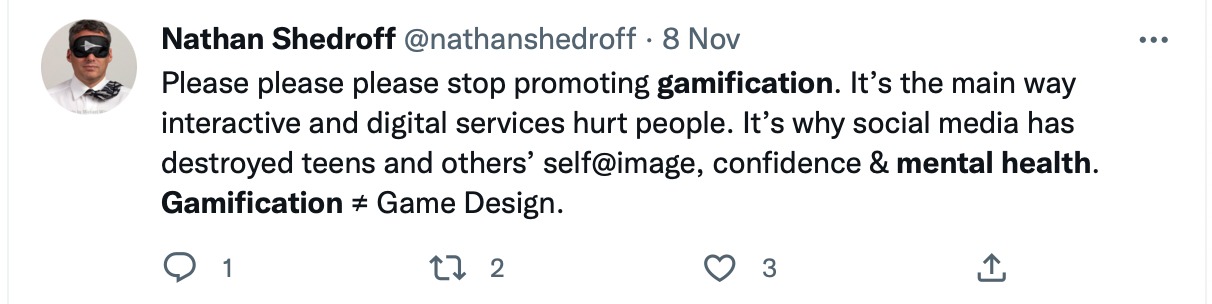 Nathan Shedroff @nathanshedroff · 8 Nov
Please please please stop promoting gamification. It’s the main way
interactive and digital services hurt people. It’s why social media has
destroyed teens and others’ self@image, confidence & mental health.
Gamification ≠ Game Design.
1 2 3